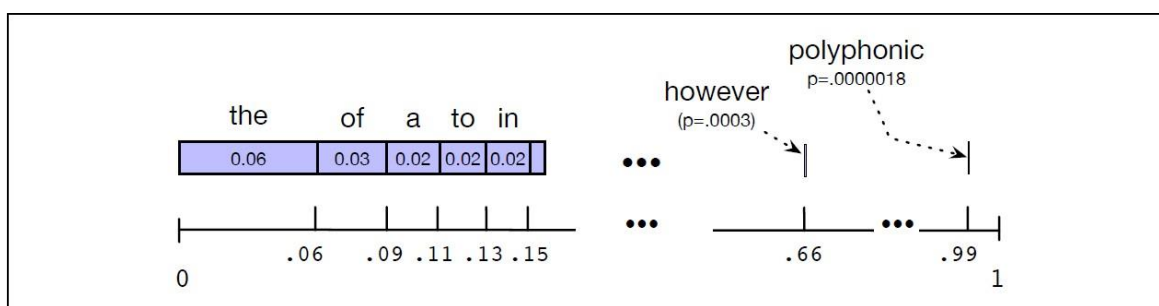 polyphonic
p=.0000018
however
(p=.0003)
the of a to in
0.06 0.03 0.02 0.02 0.02
•••
••• •••
.06 .09 .11 .13 .15 .66 .99
0 1